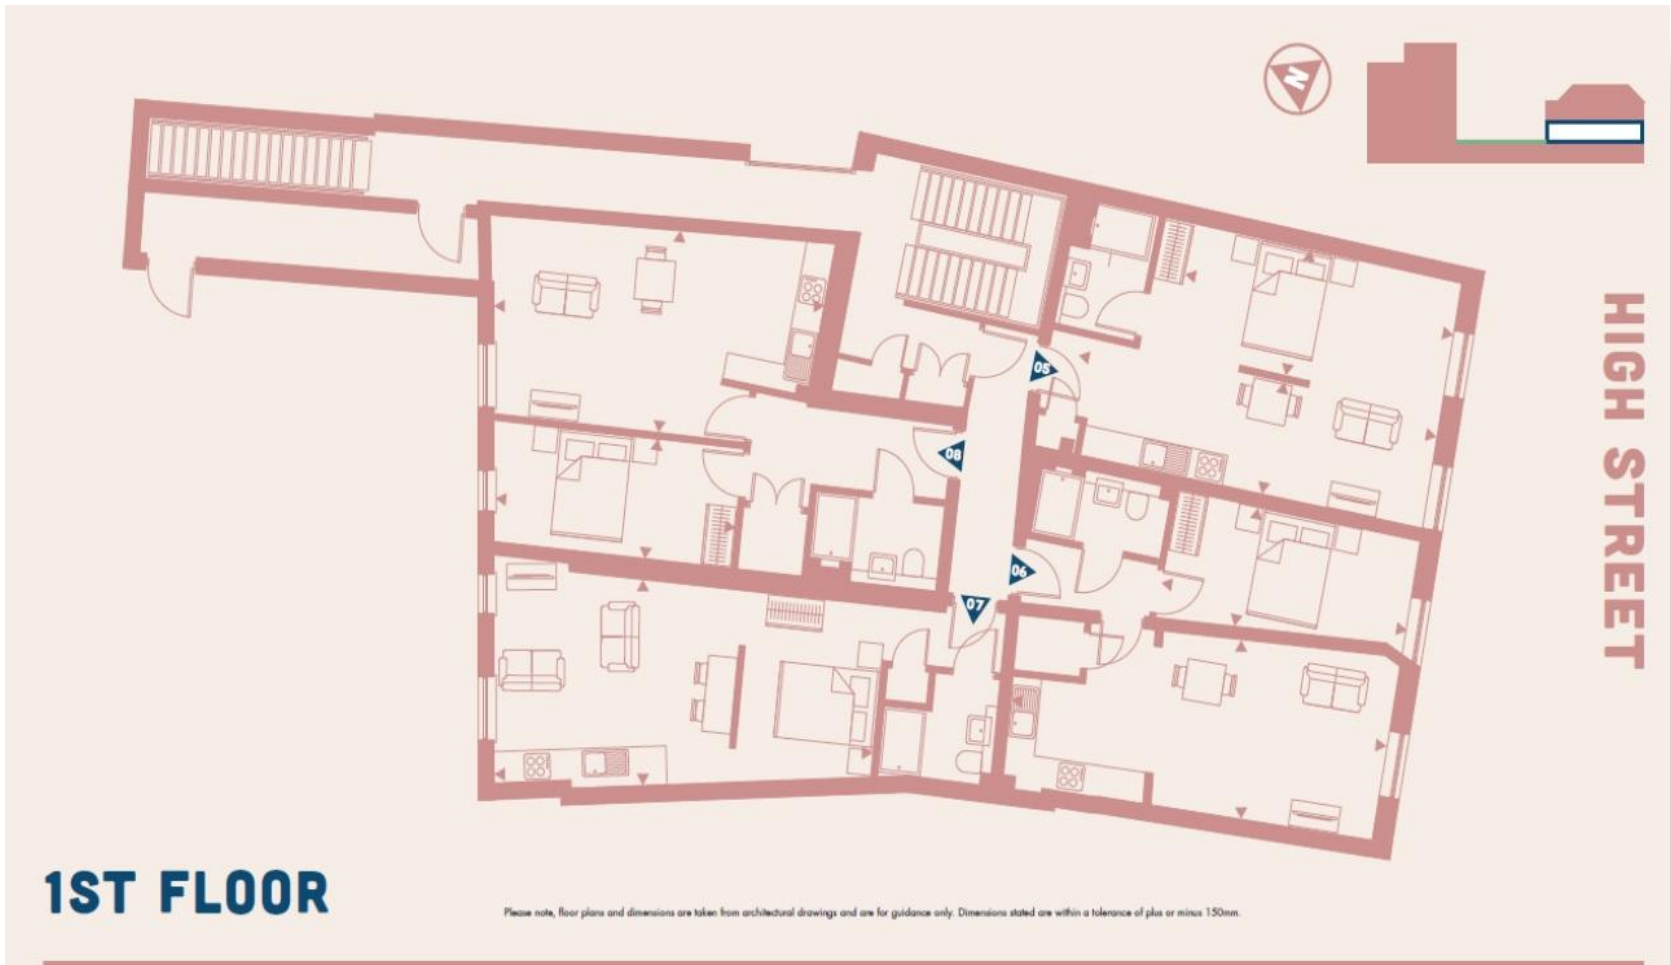 N
HIGH STREET
05
08
06
07
1ST FLOOR
Please note, floor plans and dimensions are taken from architectural drawings and are for guidance only. Dimensions stated are within a tolerance of plus or minus 150mm.